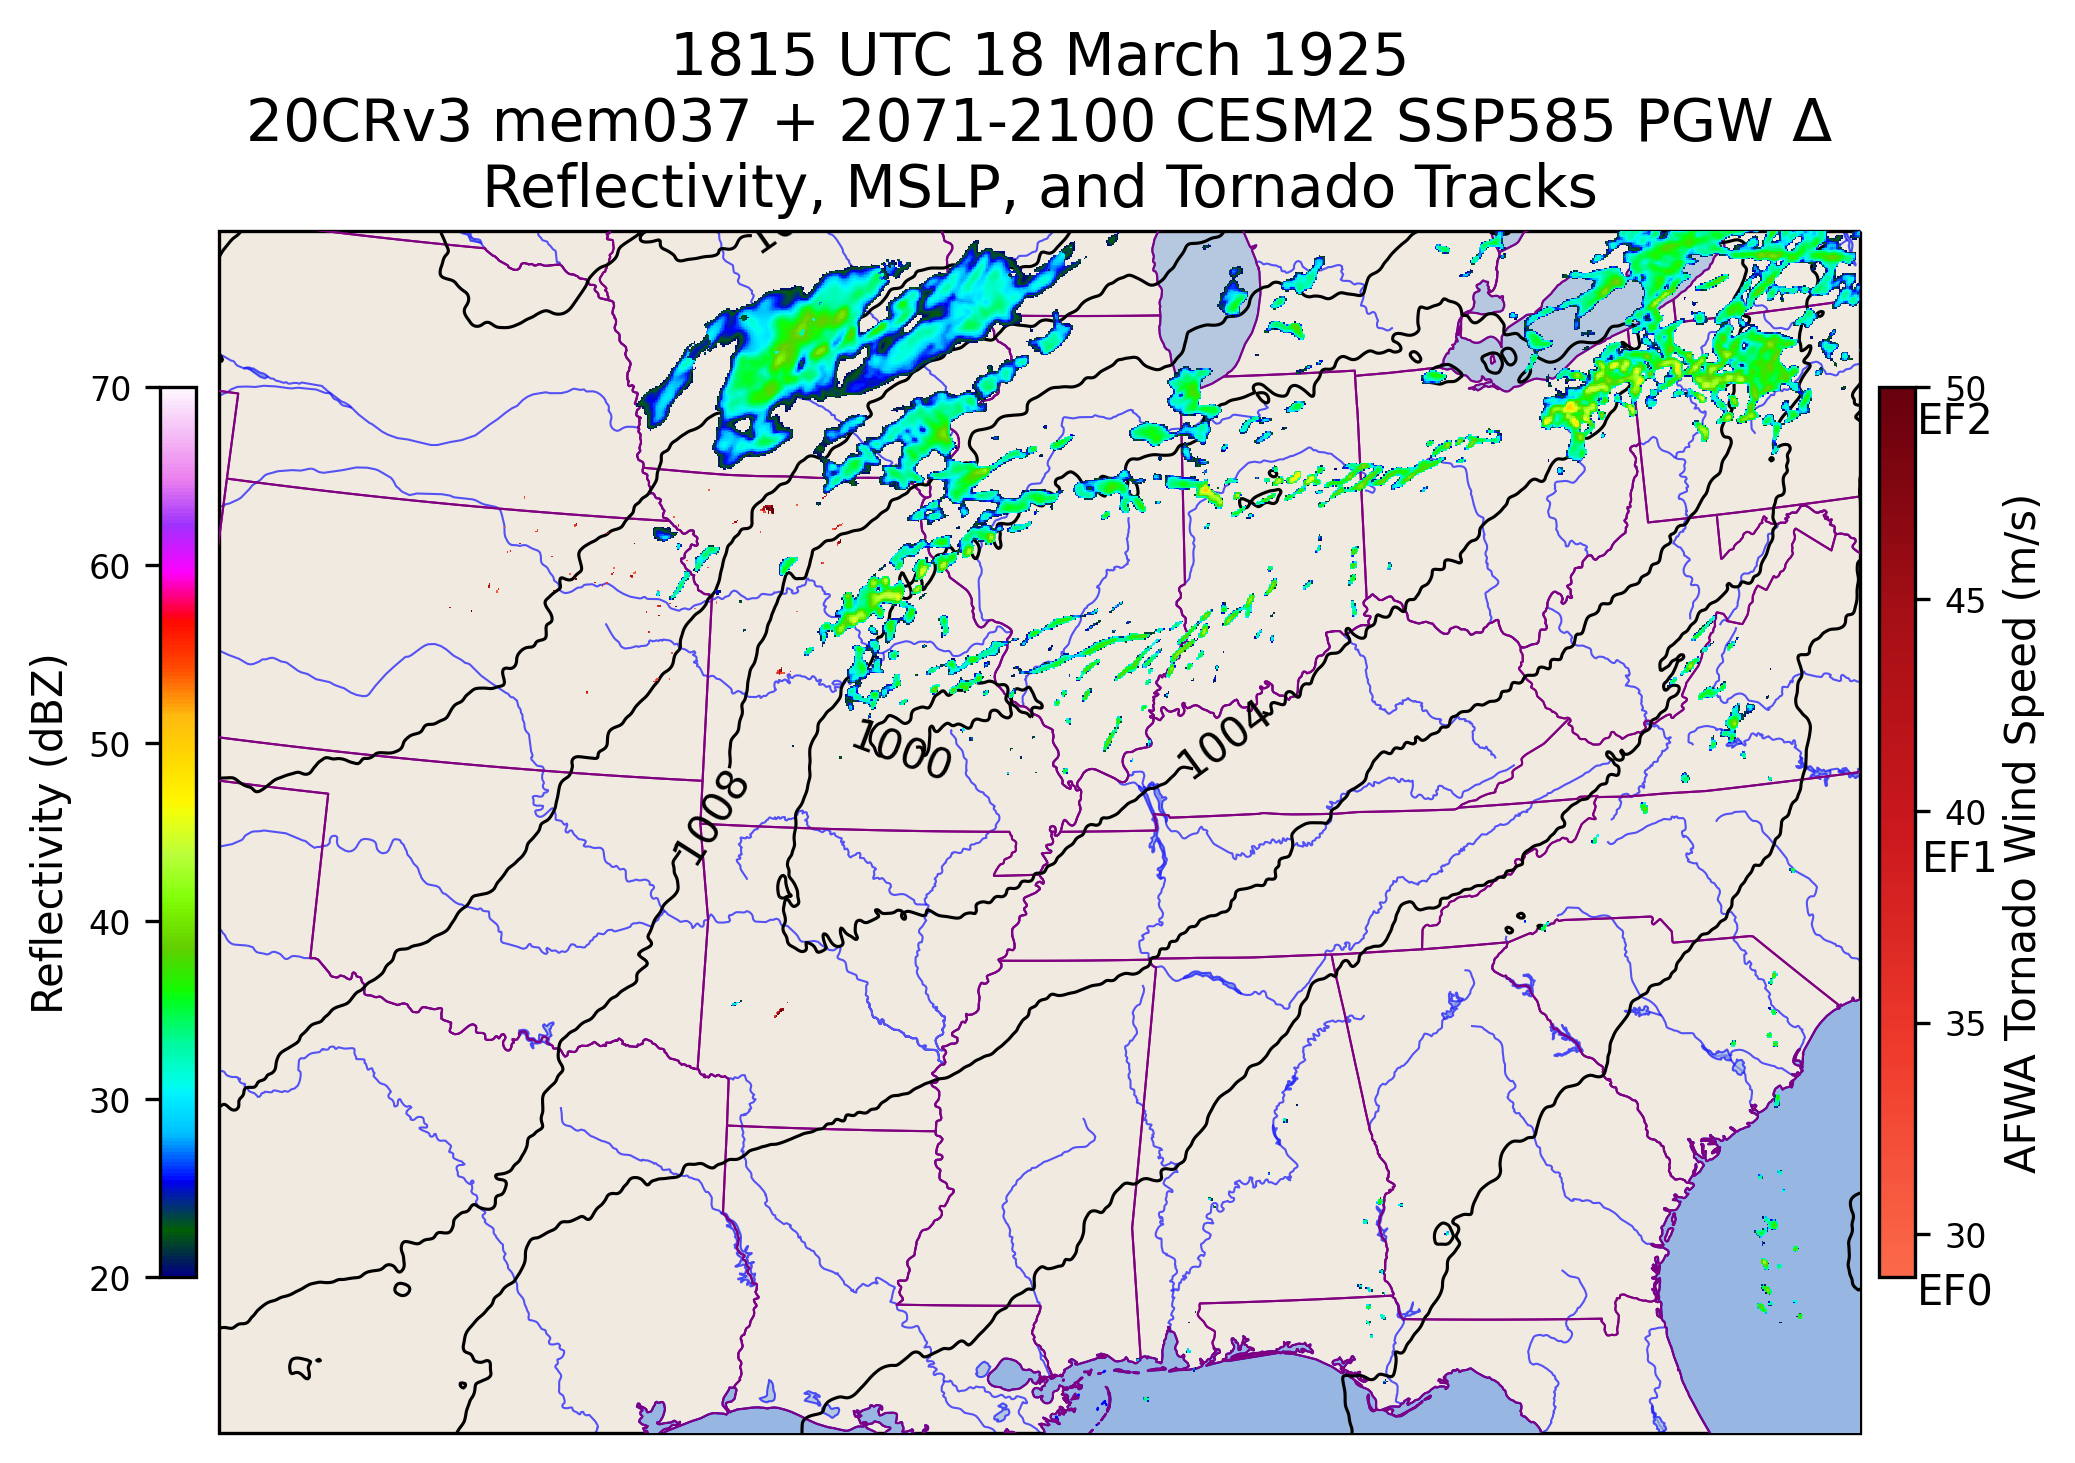 1815 UTC 18 March 1925
20CRv3 mem037 + 2071-2100 CESM2 SSP585 PGW Δ
Reflectivity, MSLP, and Tornado Tracks
Reflectivity (dBZ)
70
60
50
40
30
20
1000
1004
1008
50
EF2
45
40
EF1
35
30
EF0
AFWA Tornado Wind Speed (m/s)